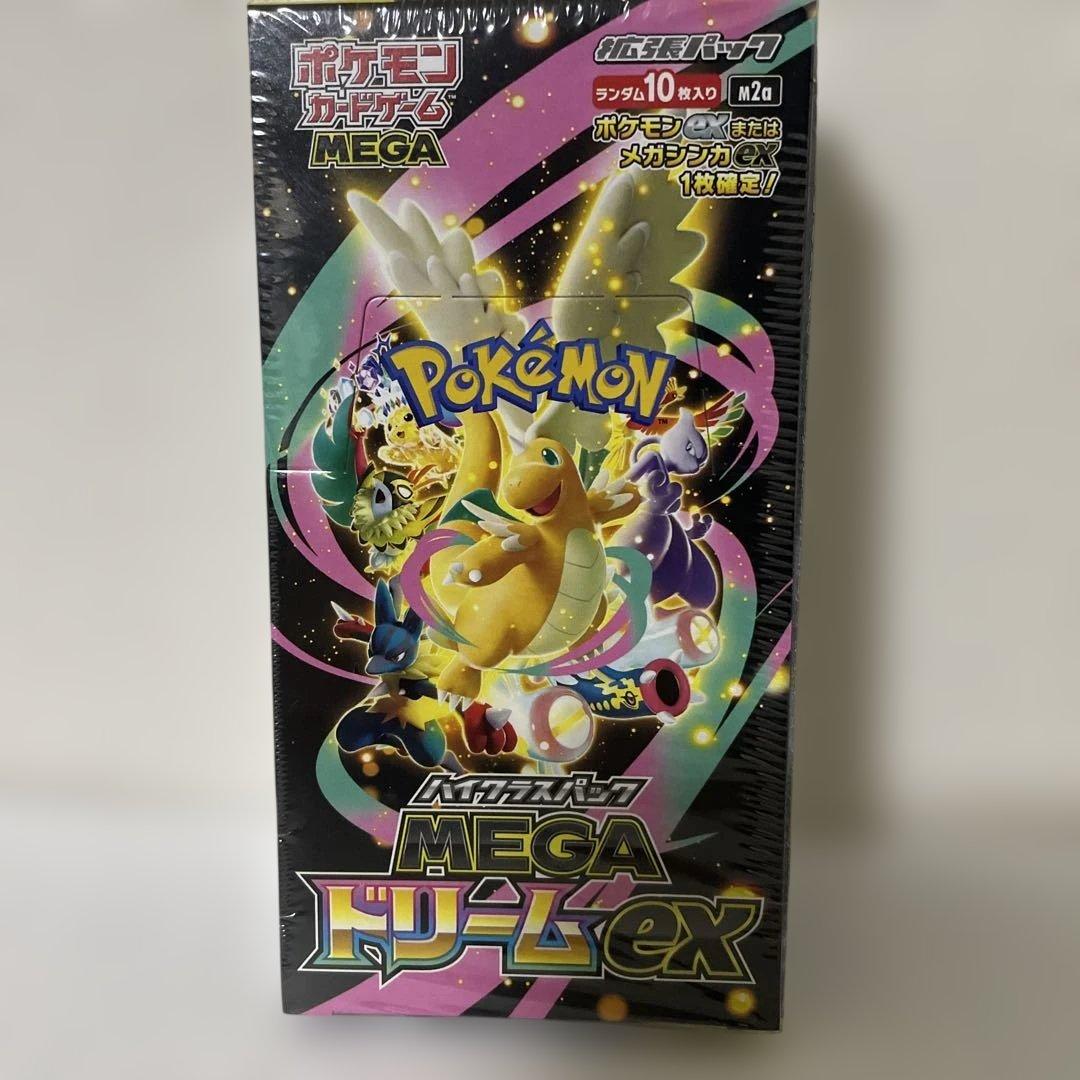 ポケモン
カードゲーム™
MEGA
拡張パック
ランダム10枚入り M2a
ポケモンexまたは
メガシンカex
1枚確定!
POKéMON™
ハイクラスパック
MEGA
ドリームex